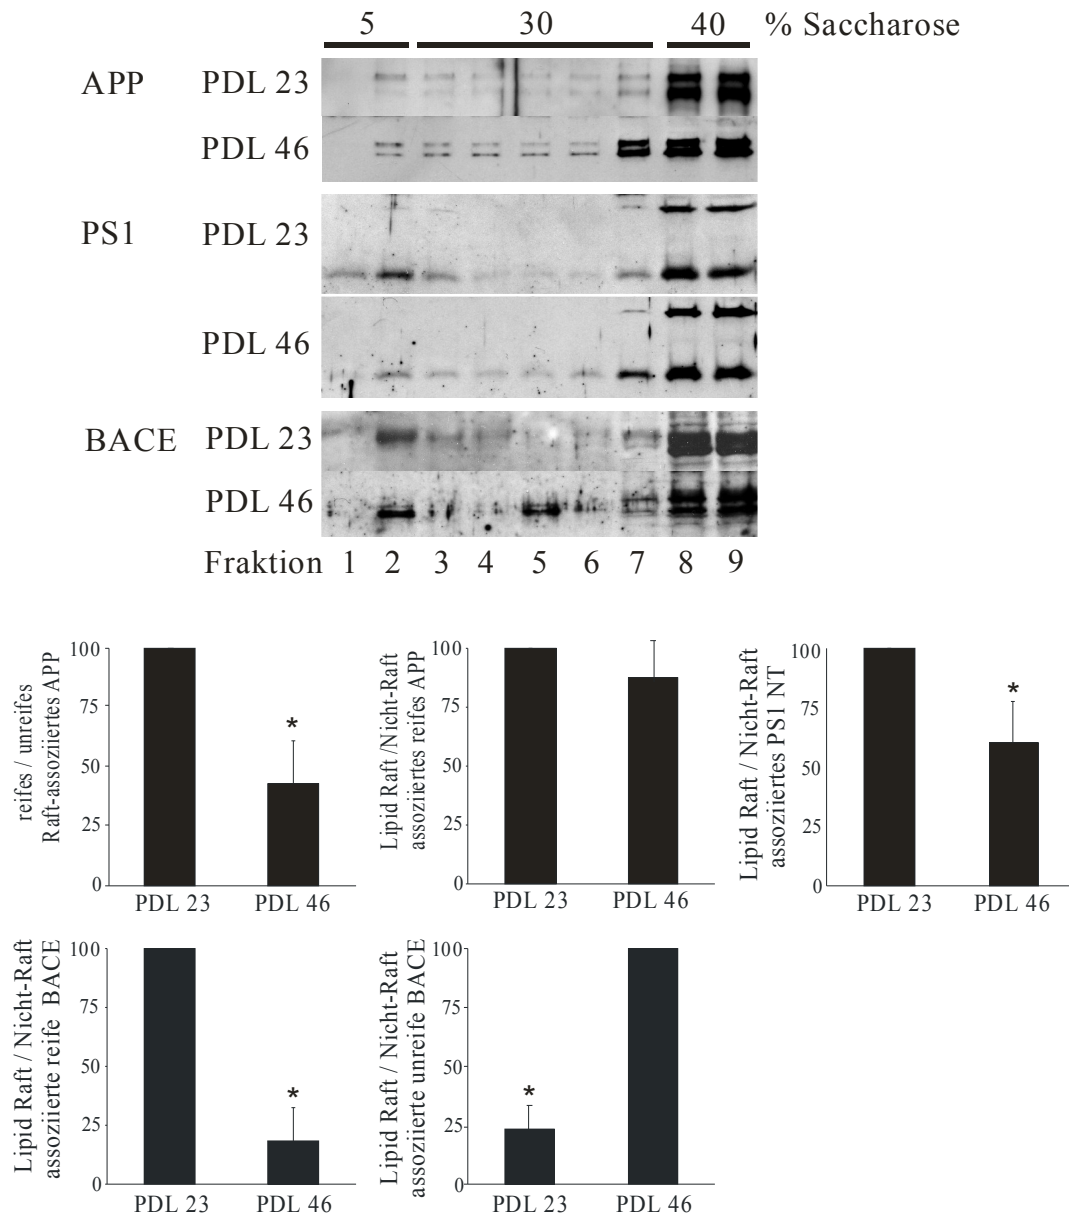 5 30 40 % Saccharose
APP PDL 23
PDL 46
PS1 PDL 23
PDL 46
BACE PDL 23
PDL 46
Fraktion 1 2 3 4 5 6 7 8 9
reifes / unreifes
Raft-assoziiertes APP
100
75
50
25
0
*
PDL 23 PDL 46
Lipid Raft /Nicht-Raft
assoziiertes reifes APP
100
75
50
25
0
PDL 23 PDL 46
Lipid Raft / Nicht-Raft
assoziiertes PS1 NT
100
75
50
25
0
*
PDL 23 PDL 46
Lipid Raft / Nicht-Raft
assoziierte reife BACE
100
75
50
25
0
*
PDL 23 PDL 46
Lipid Raft / Nicht-Raft
assoziierte unreife BACE
100
75
50
25
0
*
PDL 23 PDL 46